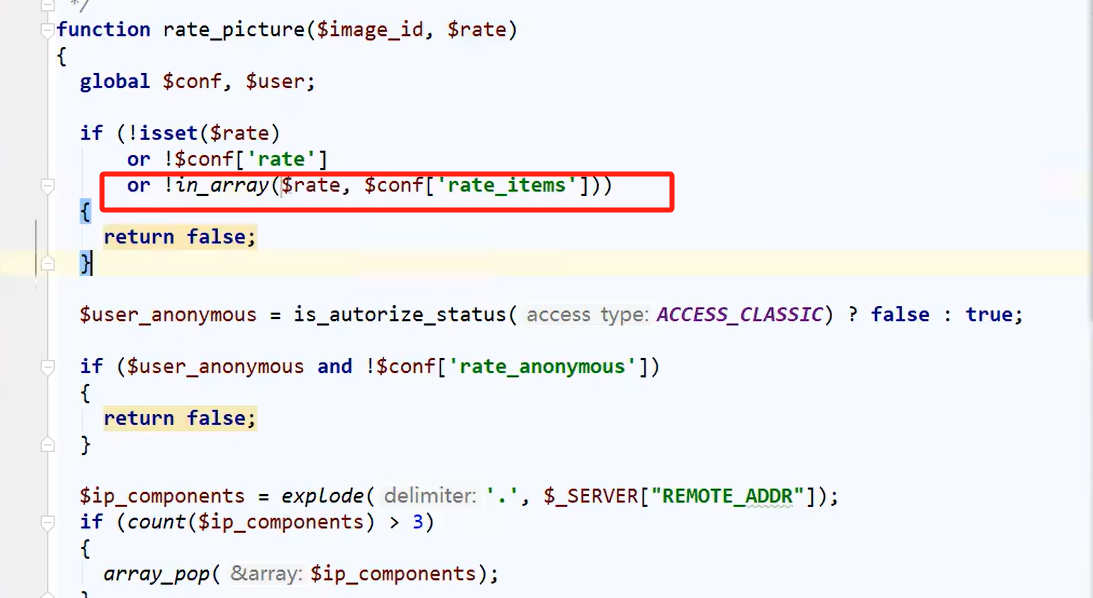 */
function rate_picture($image_id, $rate)
{
global $conf, $user;
if (!isset($rate)
or !$conf['rate']
or !in_array($rate, $conf['rate_items']))
{
return false;
}
$user_anonymous = is_autorize_status( access type: ACCESS_CLASSIC) ? false : true;
if ($user_anonymous and !$conf['rate_anonymous'])
{
return false;
}
$ip_components = explode( delimiter: '.', $_SERVER["REMOTE_ADDR"]);
if (count($ip_components) > 3)
{
array_pop( &array: $ip_components);
}